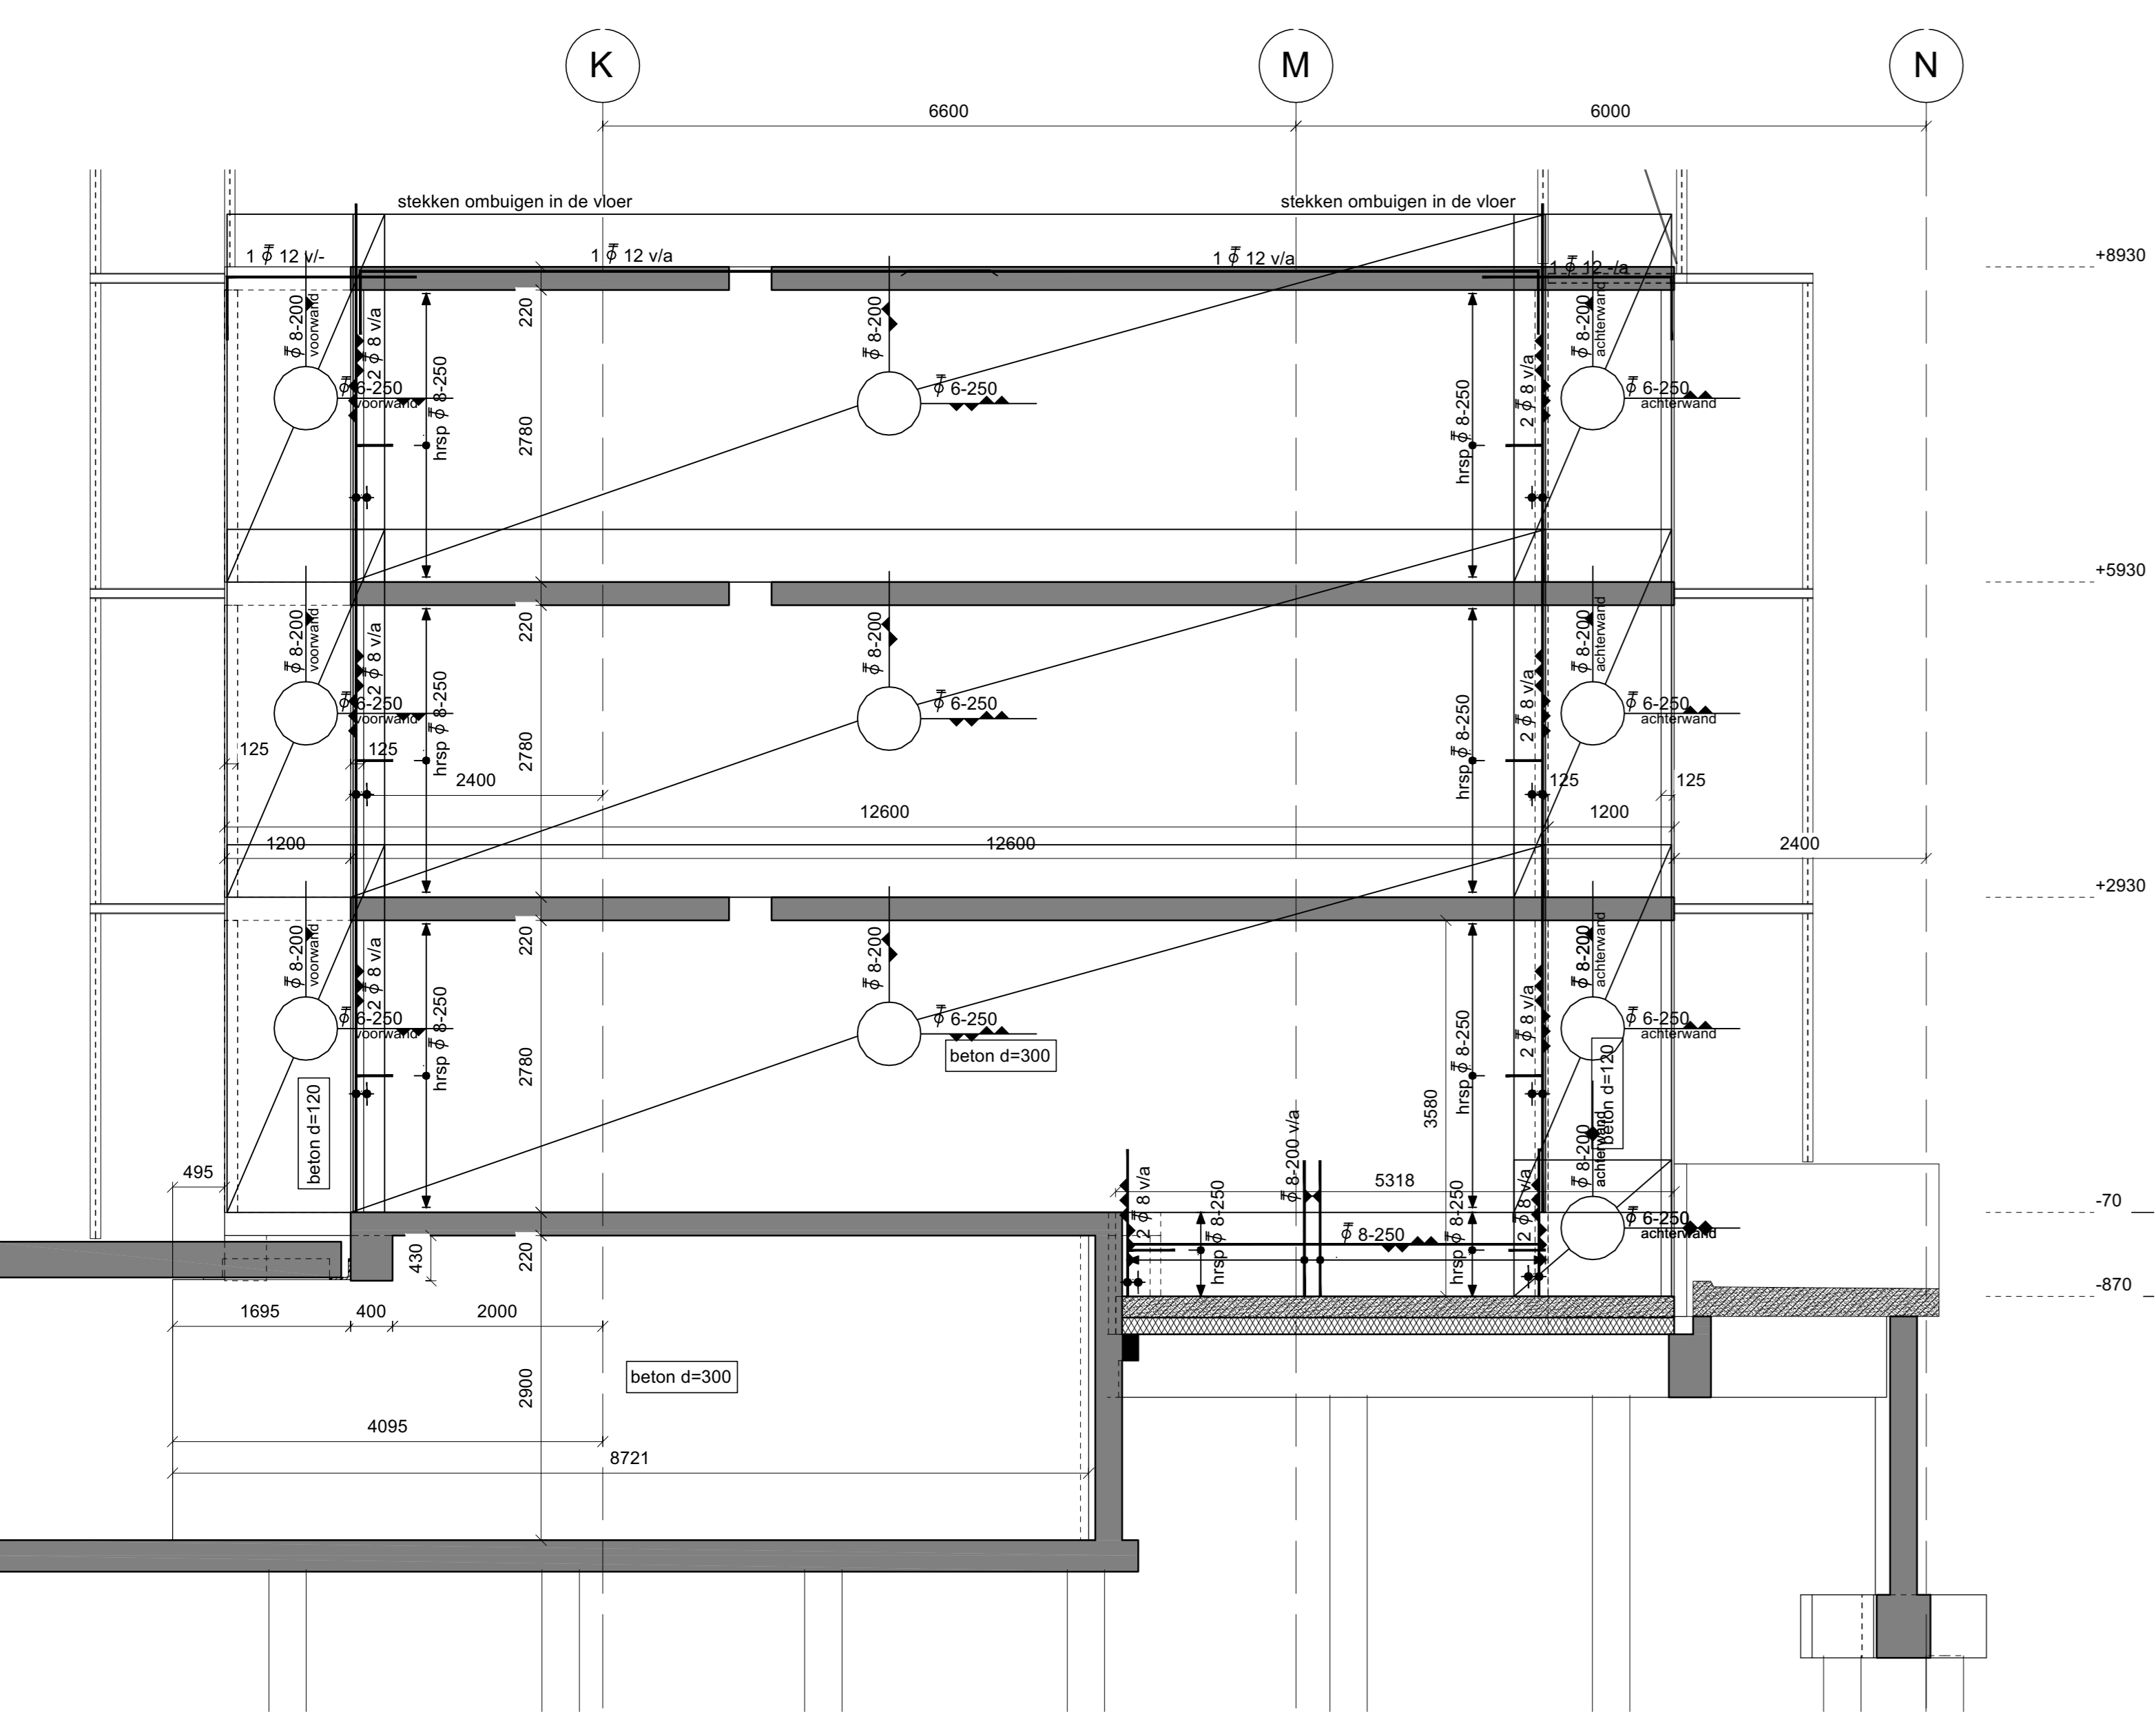 K
M
N
6600
6000
stekken ombuigen in de vloer
stekken ombuigen in de vloer
1 ϕ 12 v/-
1 ϕ 12 v/a
1 ϕ 12 v/a
1 ϕ 12 -/a
+8930
220
ϕ 8-200
voorwand
2 ϕ 8 v/a
hrsp ϕ 8-250
ϕ 6-250
voorwand
2780
ϕ 8-200
ϕ 6-250
hrsp ϕ 8-250
2 ϕ 8 v/a
ϕ 8-200
achterwand
ϕ 6-250
achterwand
+5930
220
ϕ 8-200
voorwand
2 ϕ 8 v/a
hrsp ϕ 8-250
ϕ 6-250
voorwand
2780
ϕ 8-200
ϕ 6-250
hrsp ϕ 8-250
2 ϕ 8 v/a
ϕ 8-200
achterwand
ϕ 6-250
achterwand
125
125
2400
125
125
12600
1200
1200
12600
2400
+2930
220
ϕ 8-200
voorwand
2 ϕ 8 v/a
hrsp ϕ 8-250
ϕ 6-250
voorwand
2780
ϕ 8-200
ϕ 6-250
beton d=300
hrsp ϕ 8-250
2 ϕ 8 v/a
ϕ 8-200
achterwand
ϕ 6-250
achterwand
beton d=120
beton d=120
3580
495
2 ϕ 8 v/a
hrsp ϕ 8-250
ϕ 8-200 v/a
5318
ϕ 8-250
hrsp ϕ 8-250
2 ϕ 8 v/a
ϕ 8-200
achterwand
ϕ 6-250
achterwand
-70
430
220
-870
1695
400
2000
beton d=300
2900
4095
8721